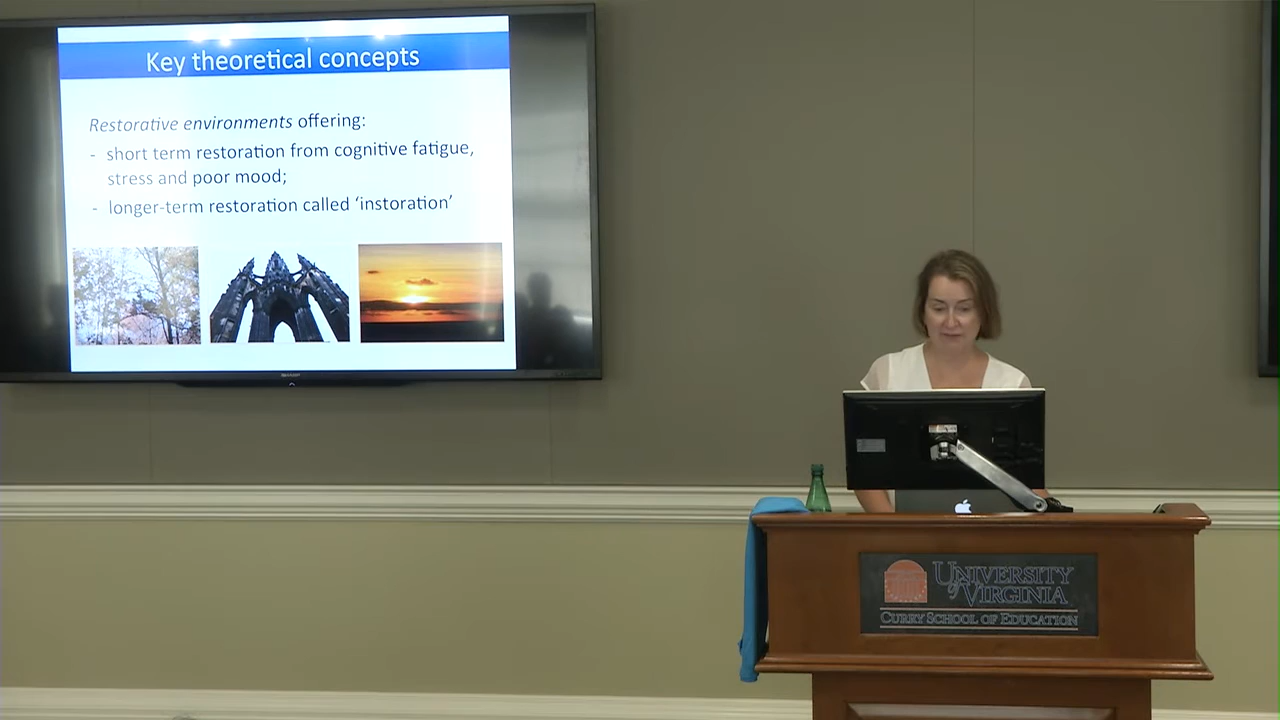 Key theoretical concepts
Restorative environments offering:
- short term restoration from cognitive fatigue,
stress and poor mood;
- longer-term restoration called ‘instoration’
SHARP
UNIVERSITY
of VIRGINIA
CURRY SCHOOL OF EDUCATION